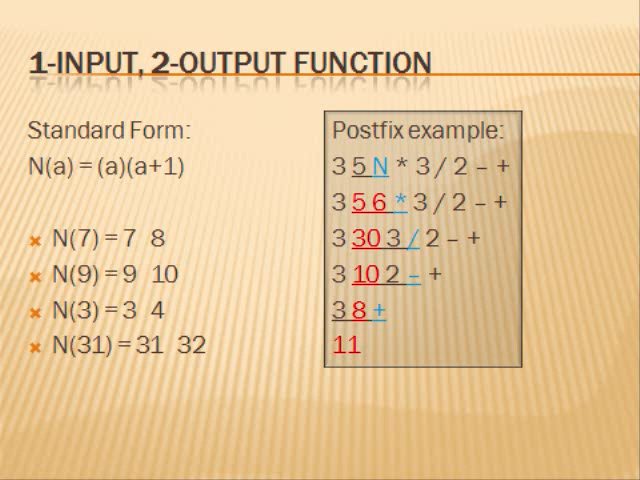 1-INPUT, 2-OUTPUT FUNCTION
Standard Form:
N(a) = (a)(a+1)
N(7) = 7 8
N(9) = 9 10
N(3) = 3 4
N(31) = 31 32
Postfix example:
3 5 N * 3 / 2 – +
3 5 6 * 3 / 2 – +
3 30 3 / 2 – +
3 10 2 – +
3 8 +
11